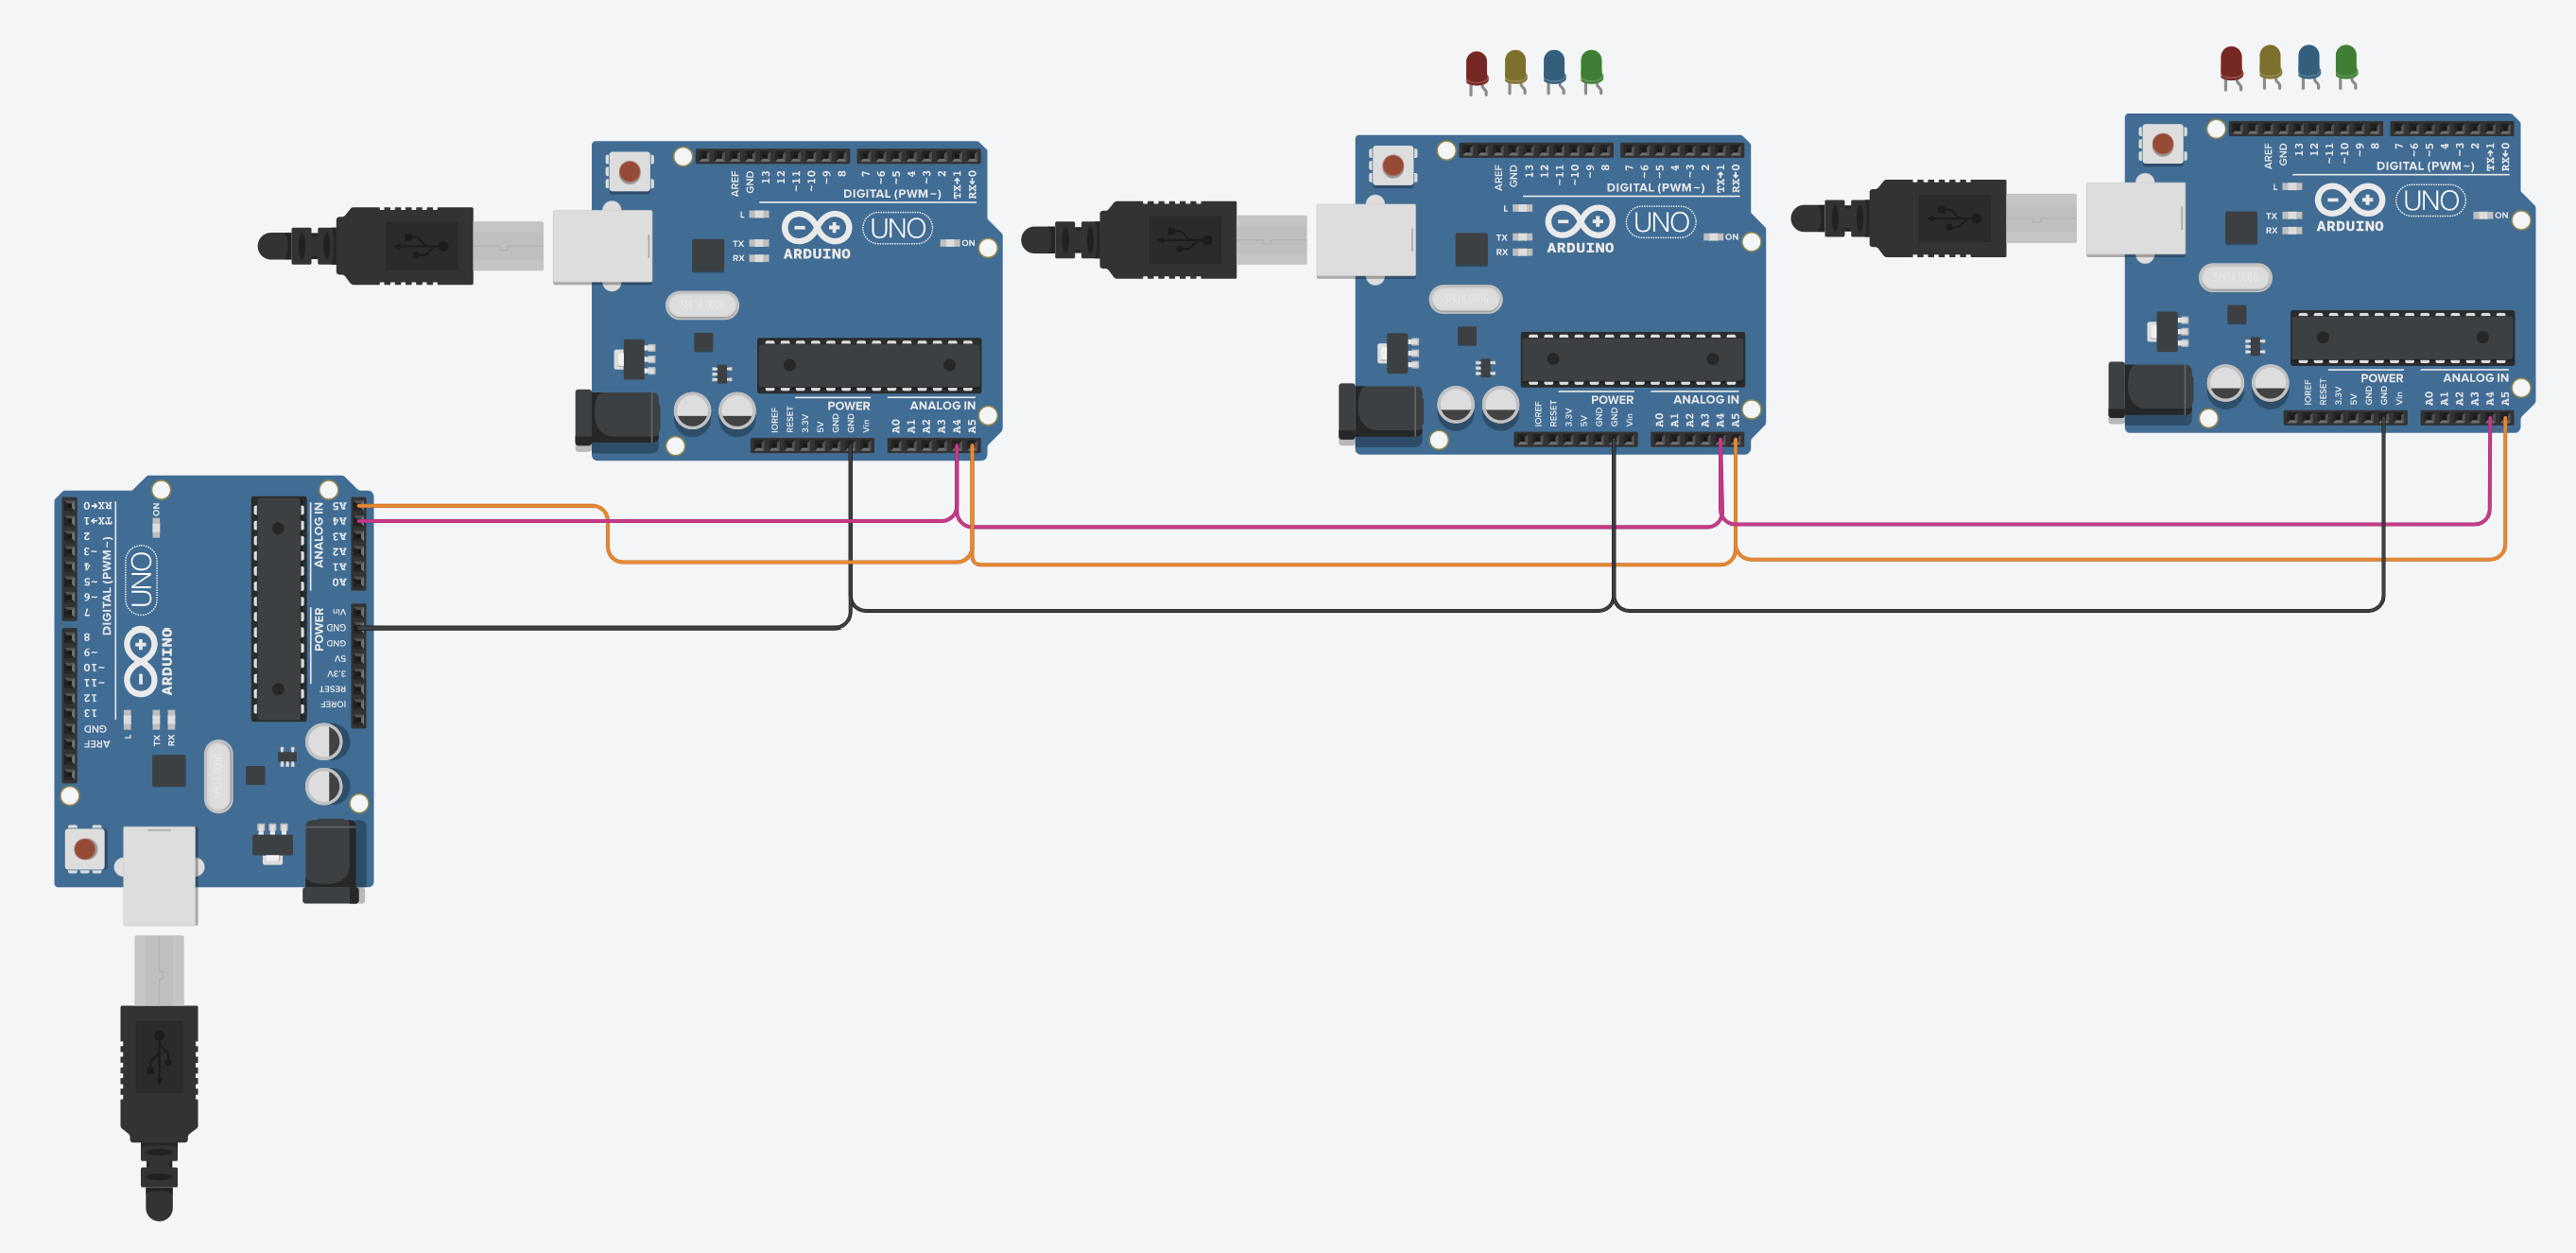 AREF
GND
13
12
~11
~10
~9
8
7
~6
~5
4
~3
2
TX→1
RX←0
DIGITAL (PWM~)
L
TX
RX
ARDUINO
UNO
ON
POWER
ANALOG IN
IOREF
RESET
3.3V
5V
GND
GND
Vin
A0
A1
A2
A3
A4
A5
AREF
GND
13
12
~11
~10
~9
8
7
~6
~5
4
~3
2
TX→1
RX←0
DIGITAL (PWM~)
L
TX
RX
ARDUINO
UNO
ON
POWER
ANALOG IN
IOREF
RESET
3.3V
5V
GND
GND
Vin
A0
A1
A2
A3
A4
A5
AREF
GND
13
12
~11
~10
~9
8
7
~6
~5
4
~3
2
TX→1
RX←0
DIGITAL (PWM~)
L
TX
RX
ARDUINO
UNO
ON
POWER
ANALOG IN
IOREF
RESET
3.3V
5V
GND
GND
Vin
A0
A1
A2
A3
A4
A5
RX←0
TX→1
2
~3
4
~5
~6
7
8
~9
~10
~11
12
13
GND
AREF
DIGITAL (PWM~)
ON
UNO
ARDUINO
L
TX
RX
ANALOG IN
A5
A4
A3
A2
A1
A0
POWER
Vin
GND
GND
5V
3.3V
RESET
IOREF